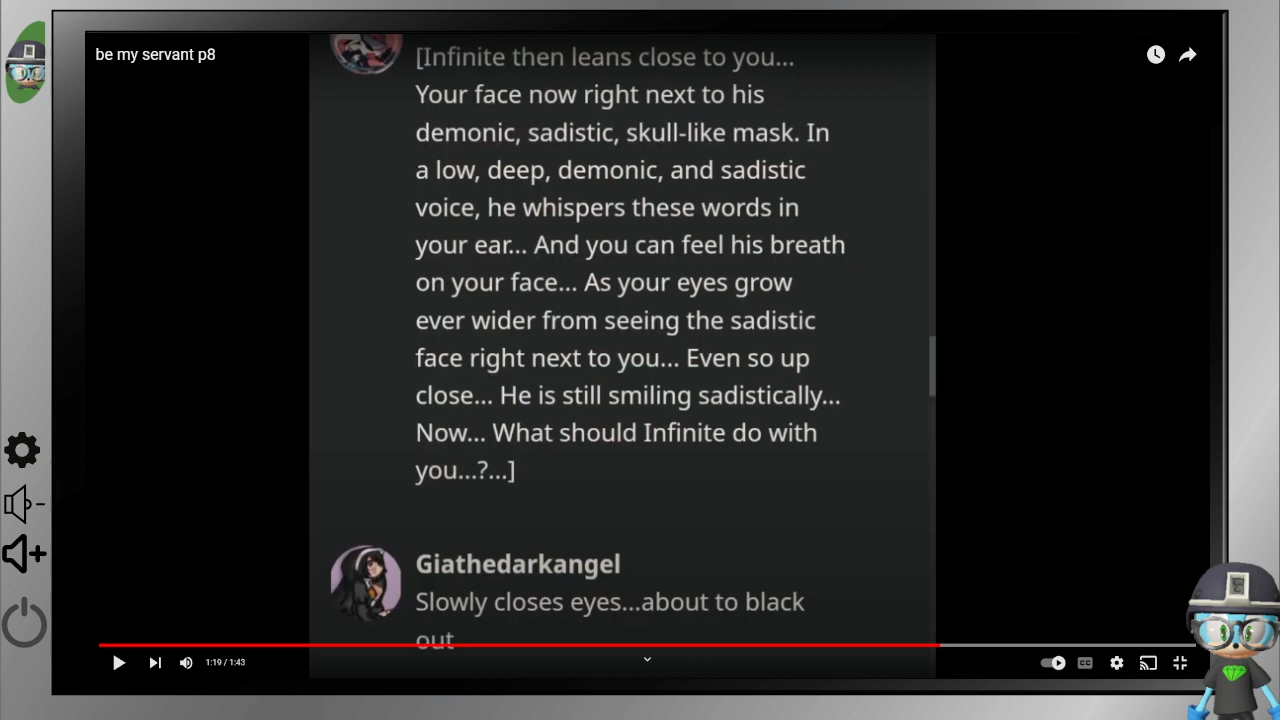 be my servant p8
[Infinite then leans close to you...
Your face now right next to his
demonic, sadistic, skull-like mask. In
a low, deep, demonic, and sadistic
voice, he whispers these words in
your ear... And you can feel his breath
on your face... As your eyes grow
ever wider from seeing the sadistic
face right next to you... Even so up
close... He is still smiling sadistically...
Now... What should Infinite do with
you...?...]
Giathedarkangel
Slowly closes eyes...about to black
out
1:19 / 1:43
CC